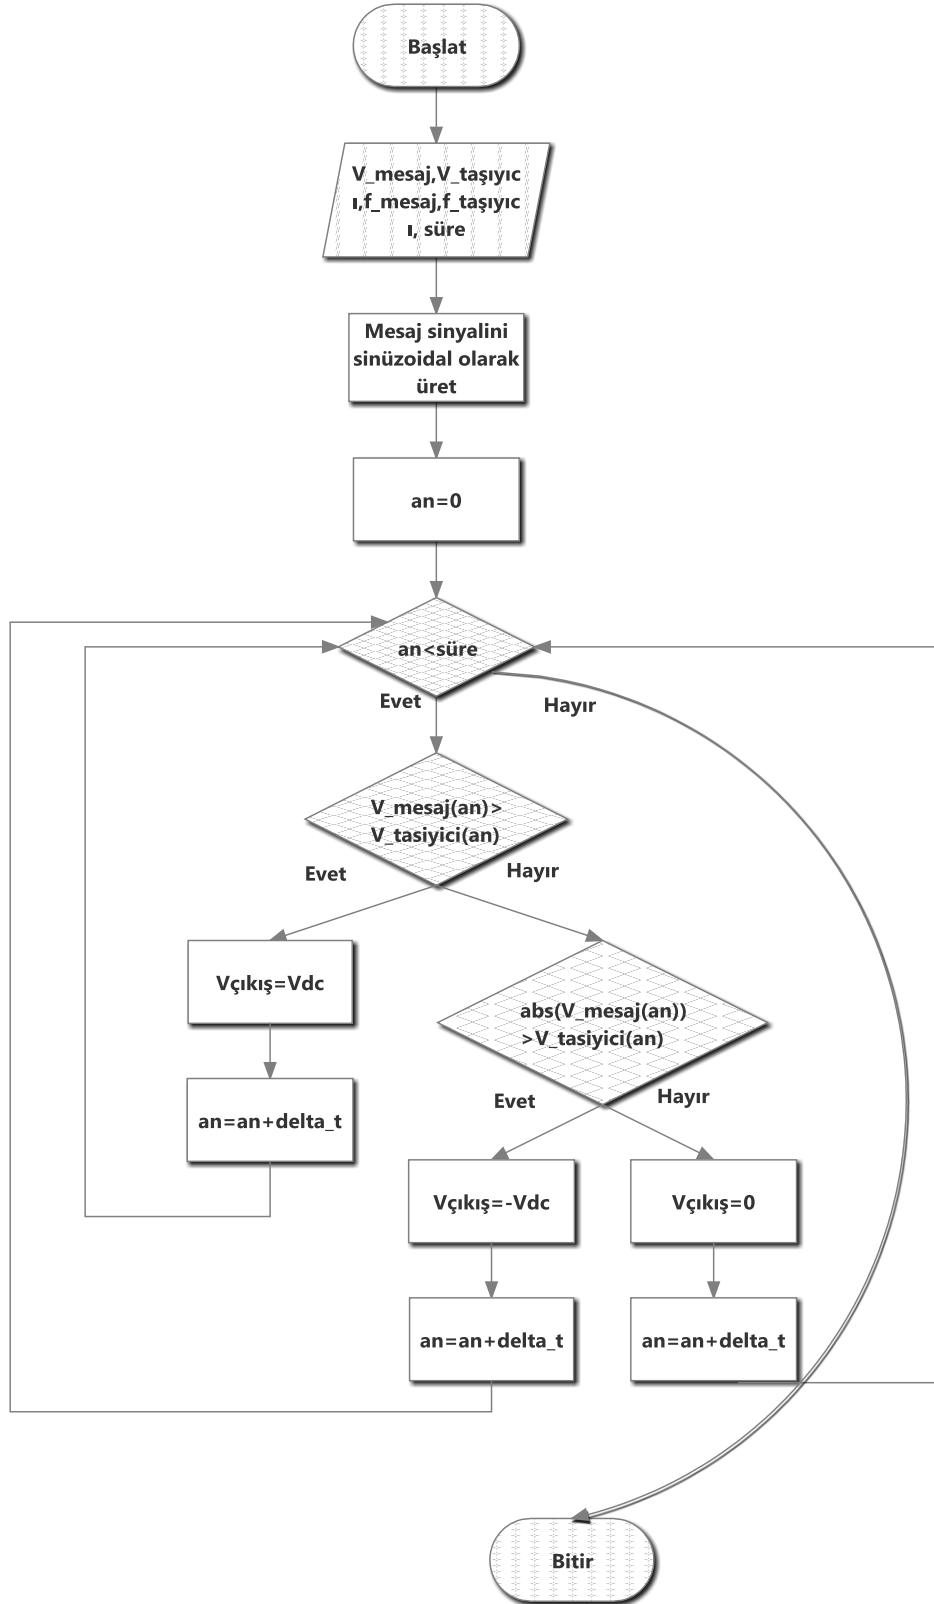 Başlat
V_mesaj,V_taşıyıc
ı,f_mesaj,f_taşıyıc
ı, süre
Mesaj sinyalini
sinüzoidal olarak
üret
an=0
an<süre
Evet
Hayır
V_mesaj(an)>
V_tasiyici(an)
Evet
Hayır
Vçıkış=Vdc
abs(V_mesaj(an))
>V_tasiyici(an)
an=an+delta_t
Evet
Hayır
Vçıkış=-Vdc
Vçıkış=0
an=an+delta_t
an=an+delta_t
Bitir